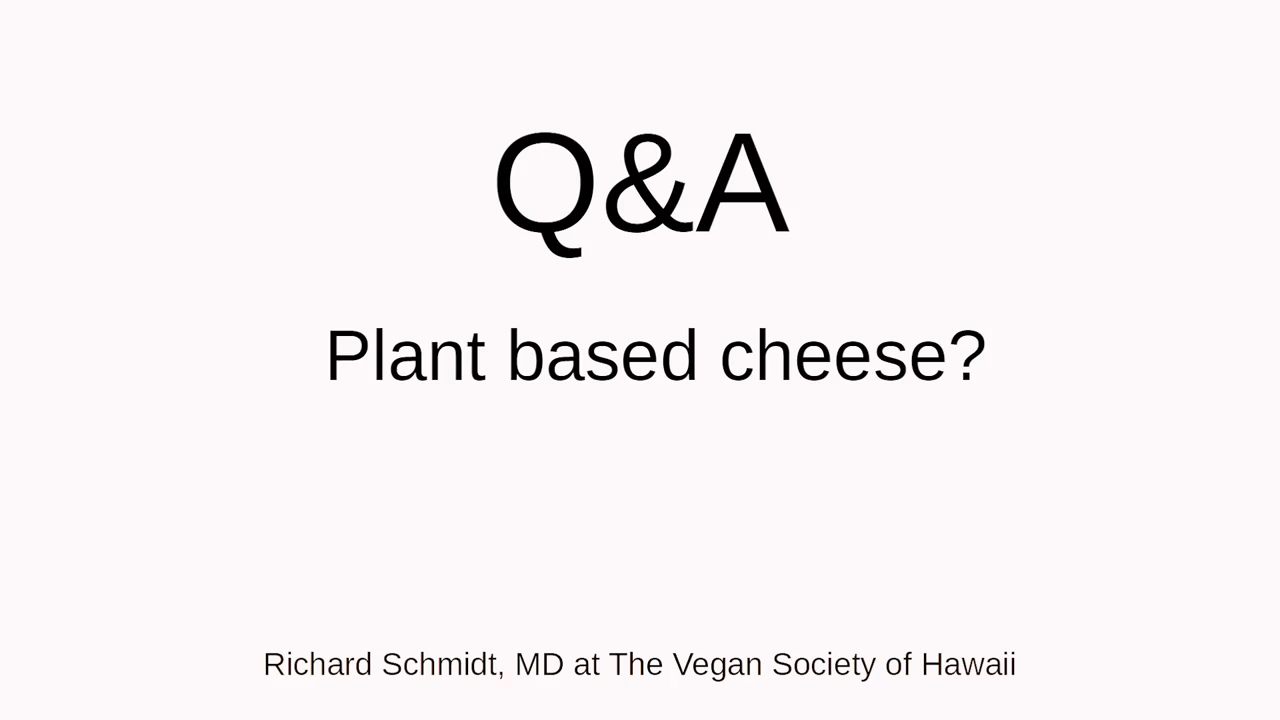 Q&A
Plant based cheese?
Richard Schmidt, MD at The Vegan Society of Hawaii